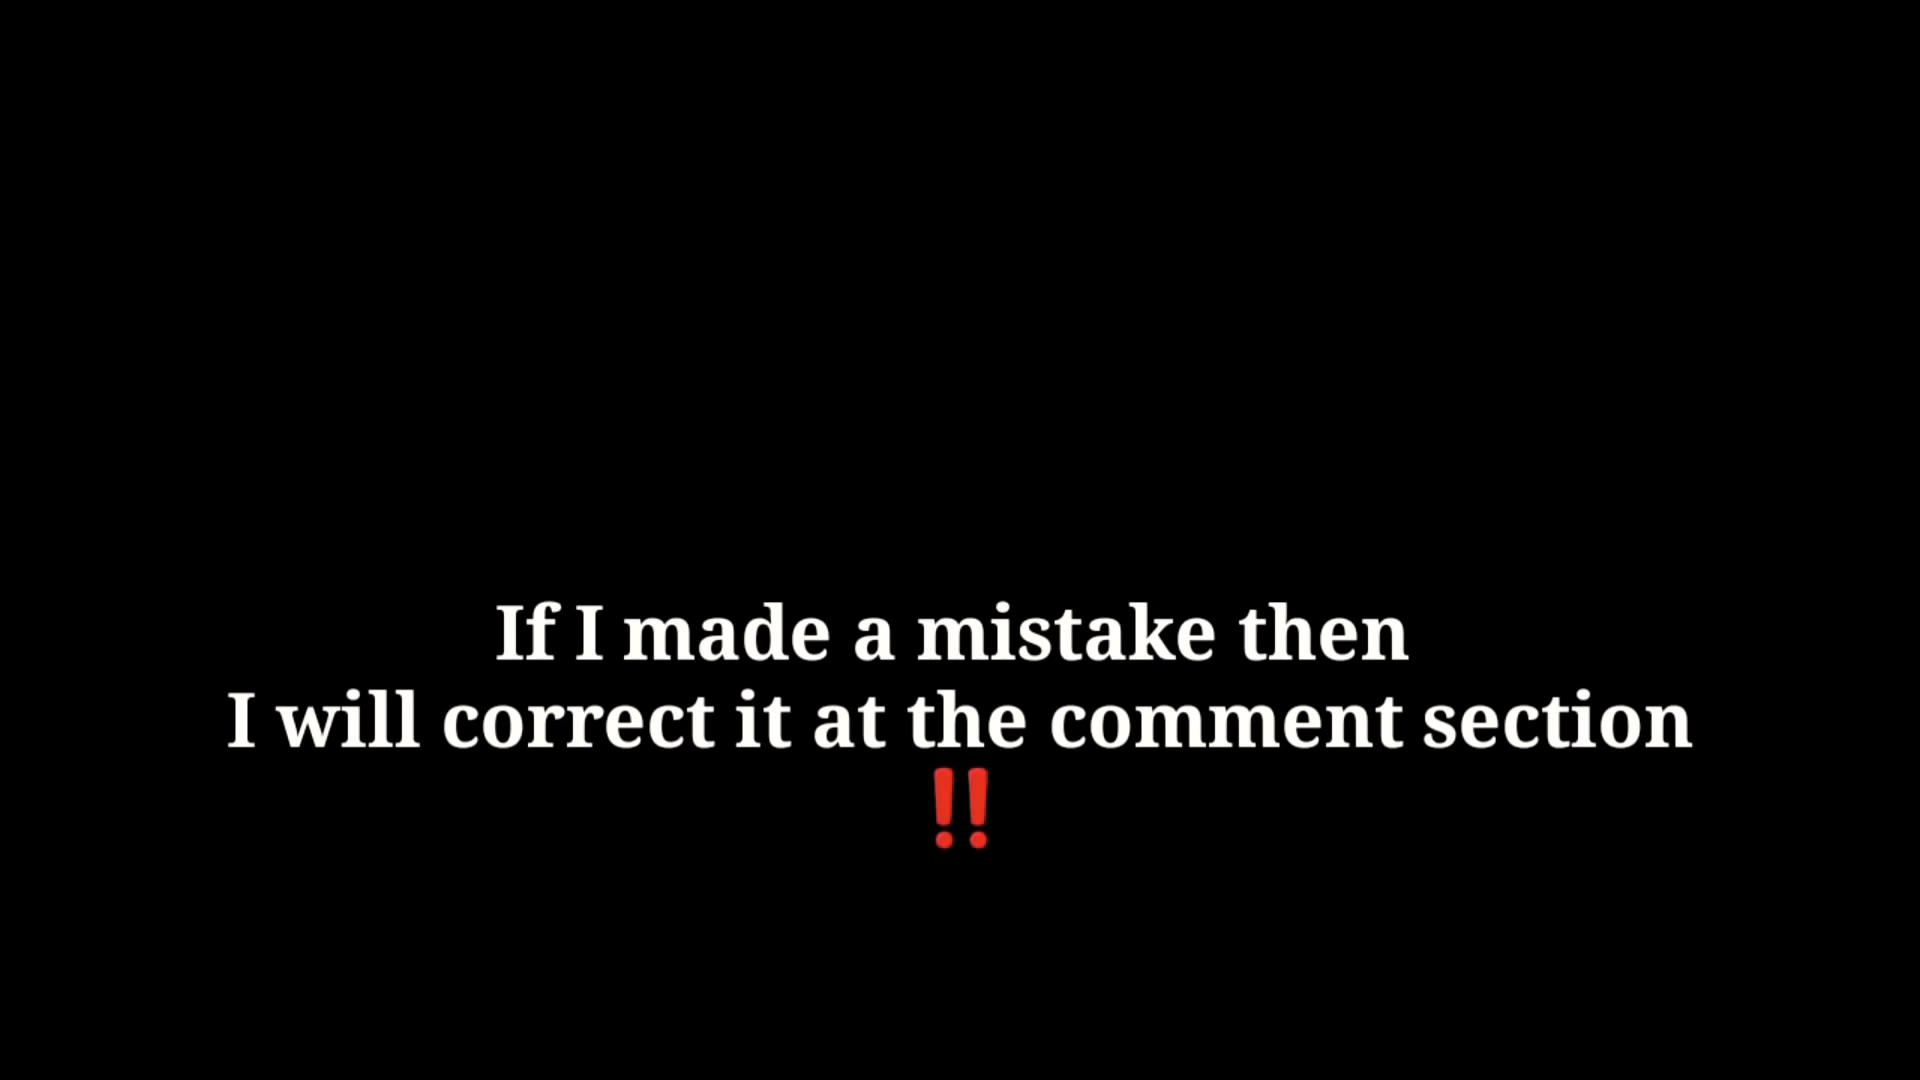 If I made a mistake then
I will correct it at the comment section
‼️